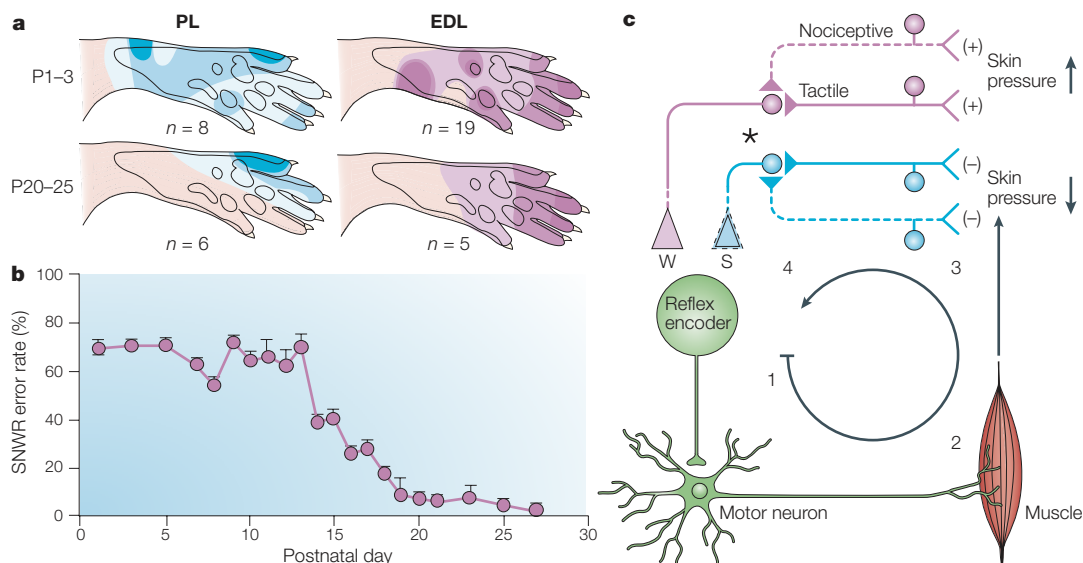 a
PL
EDL
P1–3
n = 8
n = 19
P20–25
n = 6
n = 5
b
SNWR error rate (%)
100
80
60
40
20
0
0
5
10
15
20
25
30
Postnatal day
c
Nociceptive
(+)
Skin
pressure
Tactile
(+)
*
(–)
Skin
pressure
(–)
W
S
4
3
Reflex
encoder
1
2
Motor neuron
Muscle